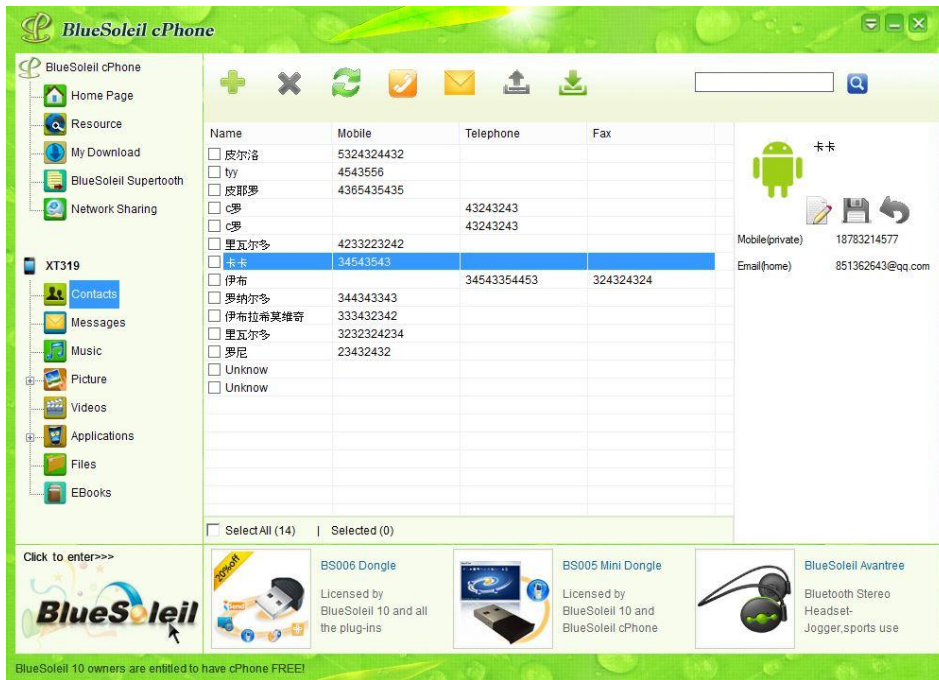 BlueSoleil cPhone
BlueSoleil cPhone
Home Page
Resource
My Download
BlueSoleil Supertooth
Network Sharing
XT319
Contacts
Messages
Music
Picture
Videos
Applications
Files
EBooks
Name Mobile Telephone Fax
皮尔洛 5324324432
tyy 4543556
皮耶罗 4365435435
c罗 43243243
c罗 43243243
里瓦尔多 4233223242
卡卡 34543543
伊布 34543354453 324324324
罗纳尔多 344343343
伊布拉希莫维奇 333432342
里瓦尔多 3232324234
罗尼 23432432
Unknow
Unknow
SelectAll (14) | Selected (0)
卡卡
Mobile(private) 18783214577
Email(home) 851362643@qq.com
Click to enter>>>
BlueSoleil
20%off
Send
BS006 Dongle
Licensed by
BlueSoleil 10 and all
the plug-ins
BS005 Mini Dongle
Licensed by
BlueSoleil 10 and
BlueSoleil cPhone
BlueSoleil Avantree
Bluetooth Stereo
Headset-
Jogger,sports use
BlueSoleil 10 owners are entitled to have cPhone FREE!